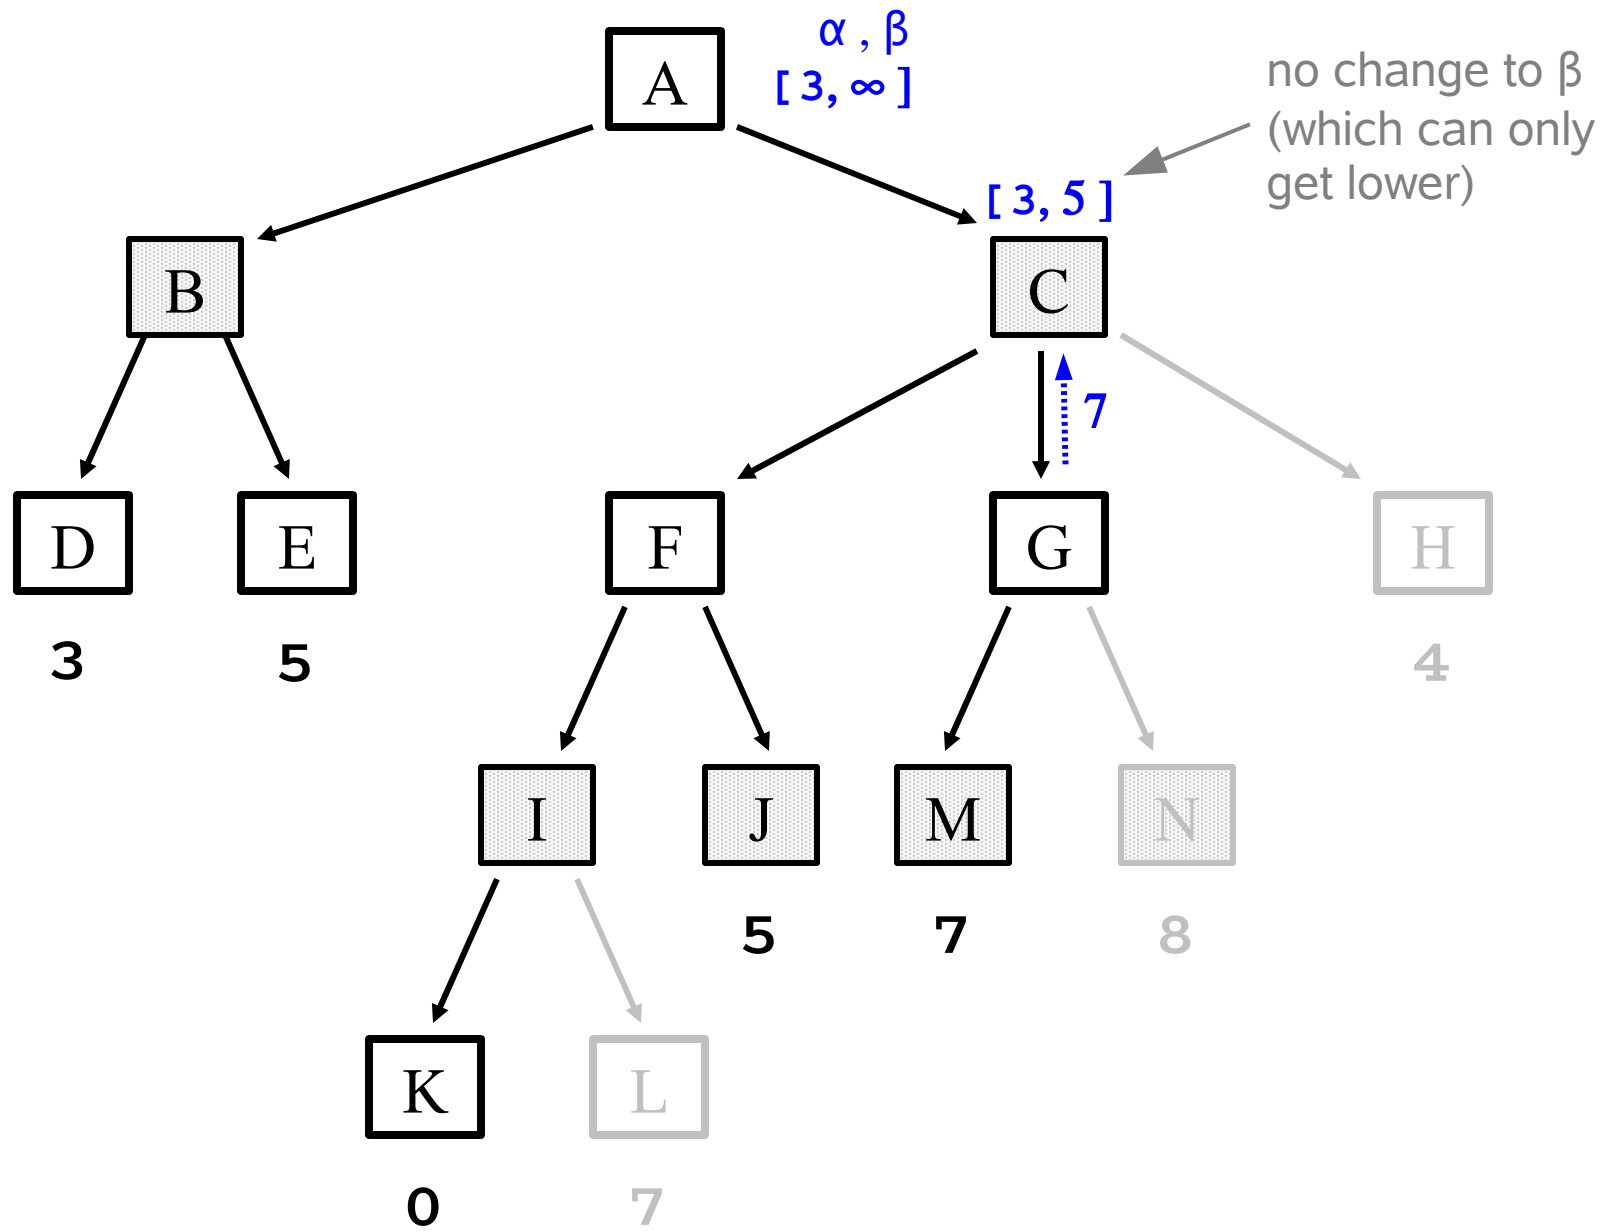 α , β
[ 3, ∞ ]
A
no change to β
(which can only
get lower)
[ 3, 5 ]
B
C
7
D
E
F
G
H
3
5
4
I
J
M
N
5
7
8
K
L
0
7